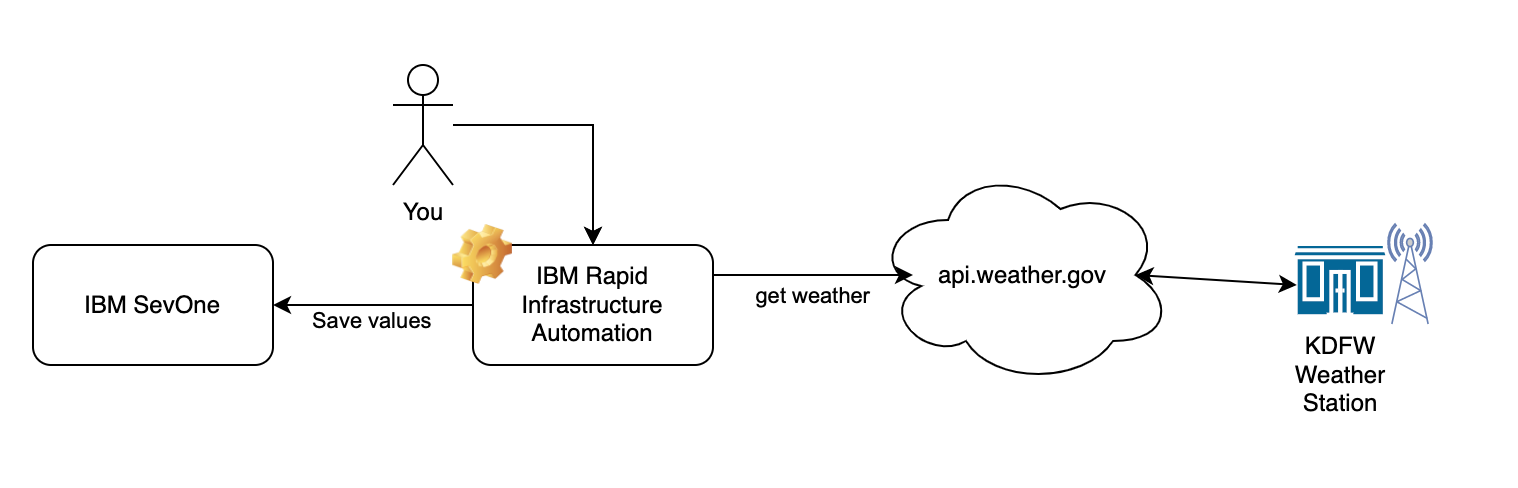 You
IBM SevOne
Save values
IBM Rapid
Infrastructure
Automation
get weather
api.weather.gov
KDFW
Weather
Station